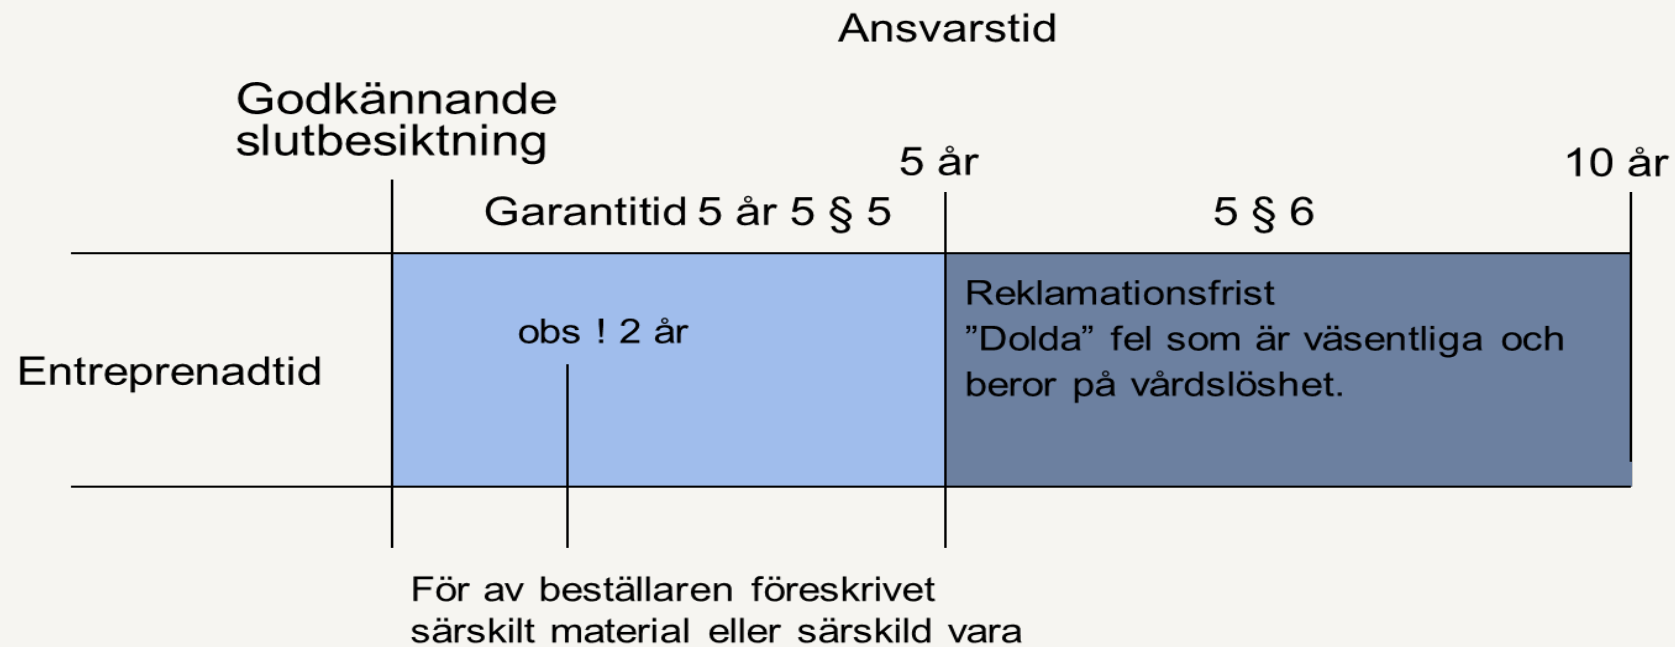 Ansvarstid
Godkännande
slutbesiktning
5 år
10 år
Garantitid 5 år 5 § 5
5 § 6
Reklamationsfrist
”Dolda” fel som är väsentliga och
beror på vårdslöshet.
obs ! 2 år
Entreprenadtid
För av beställaren föreskrivet
särskilt material eller särskild vara